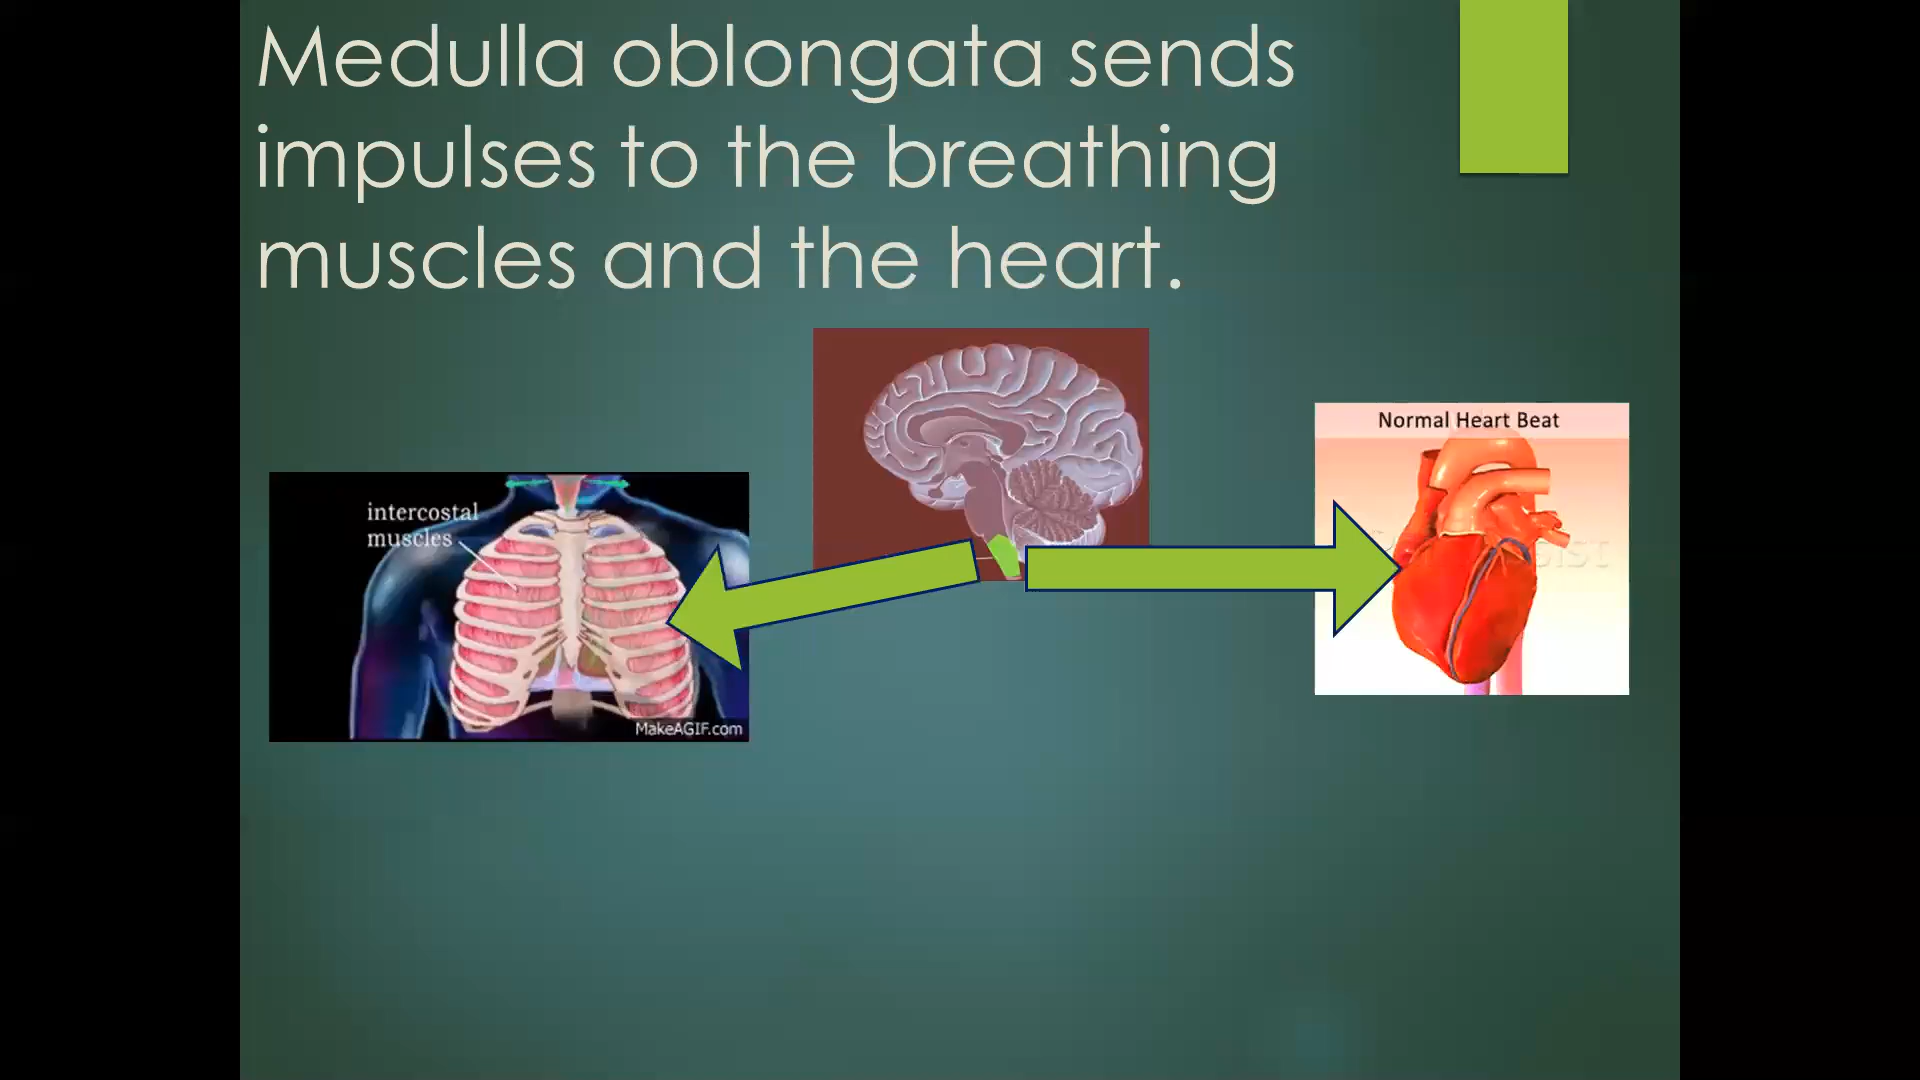 Medulla oblongata sends
impulses to the breathing
muscles and the heart.
Normal Heart Beat
intercostal
muscles
MakeAGIF.com